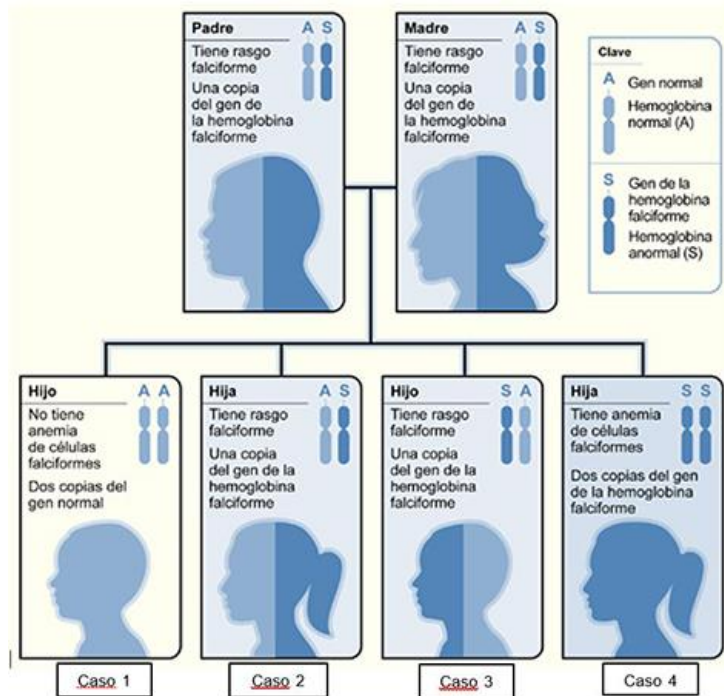 Padre A S
Tiene rasgo
falciforme
Una copia
del gen de
la hemoglobina
falciforme
Madre A S
Tiene rasgo
falciforme
Una copia
del gen de
la hemoglobina
falciforme
Clave
A Gen normal
Hemoglobina
normal (A)
S Gen de la
hemoglobina
falciforme
Hemoglobina
anormal (S)
Hijo A A
No tiene
anemia
de células
falciformes
Dos copias del
gen normal
Hija A S
Tiene rasgo
falciforme
Una copia
del gen de la
hemoglobina
falciforme
Hijo S A
Tiene rasgo
falciforme
Una copia
del gen de la
hemoglobina
falciforme
Hija S S
Tiene anemia
de células
falciformes
Dos copias del gen
de la hemoglobina
falciforme
Caso 1
Caso 2
Caso 3
Caso 4